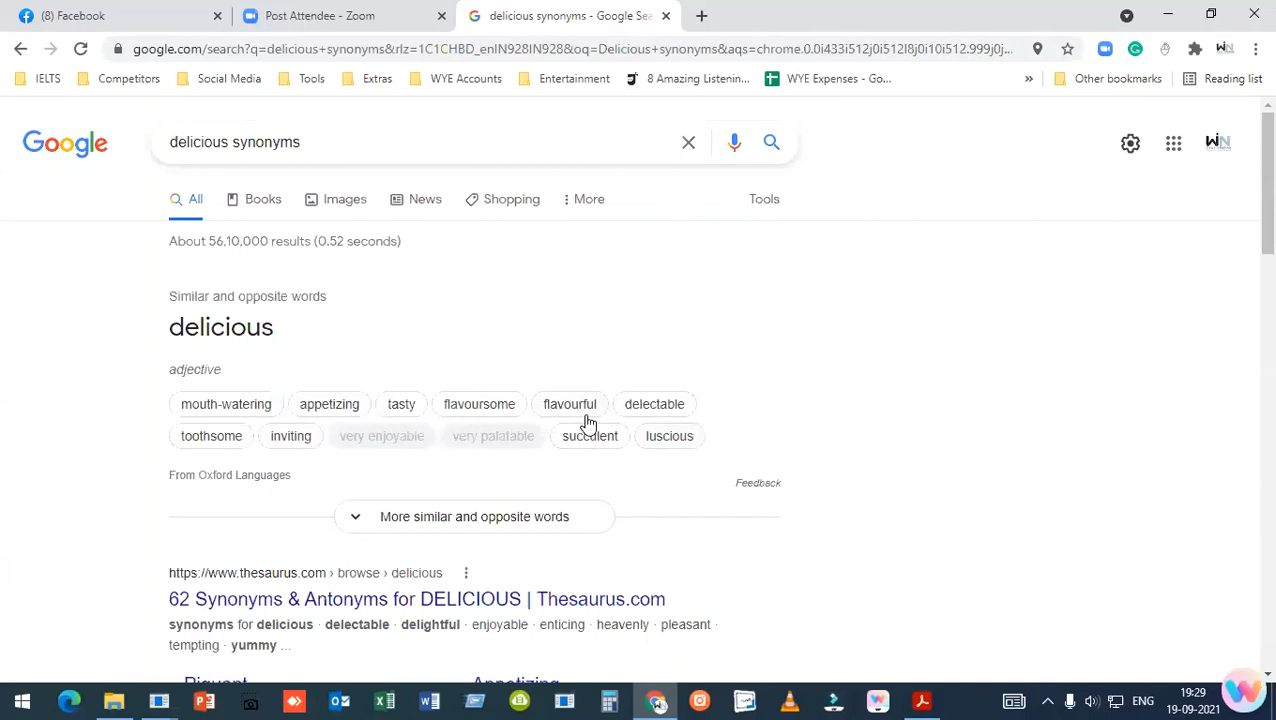 (8) Facebook
Post Attendee - Zoom
delicious synonyms - Google Sea
google.com/search?q=delicious+synonyms&rlz=1C1CHBD_enIN928IN928&oq=Delicious+synonyms&aqs=chrome.0.0i433i512j0i512l8j0i10i512.999j0...
IELTS Competitors Social Media Tools Extras WYE Accounts Entertainment 8 Amazing Listenin... WYE Expenses - Go... » Other bookmarks Reading list
Google
delicious synonyms
WIN
All Books Images News Shopping More Tools
About 56,10,000 results (0.52 seconds)
Similar and opposite words
delicious
adjective
mouth-watering appetizing tasty flavoursome flavourful delectable
toothsome inviting very enjoyable very palatable succulent luscious
From Oxford Languages
Feedback
More similar and opposite words
https://www.thesaurus.com › browse › delicious
62 Synonyms & Antonyms for DELICIOUS | Thesaurus.com
synonyms for delicious · delectable · delightful · enjoyable · enticing · heavenly · pleasant ·
tempting · yummy ...
Piquant Appetizing
ENG
19:29
19-09-2021